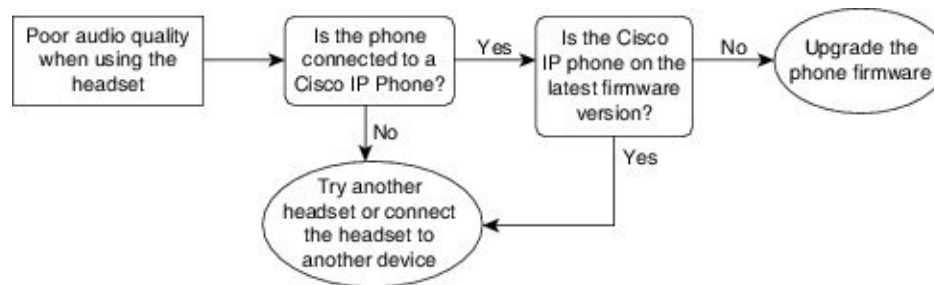 Poor audio quality
when using the
headset
Is the phone
connected to a
Cisco IP Phone?
Yes
Is the Cisco
IP phone on the
latest firmware
version?
No
Upgrade the
phone firmware
No
Yes
Try another
headset or connect
the headset to
another device